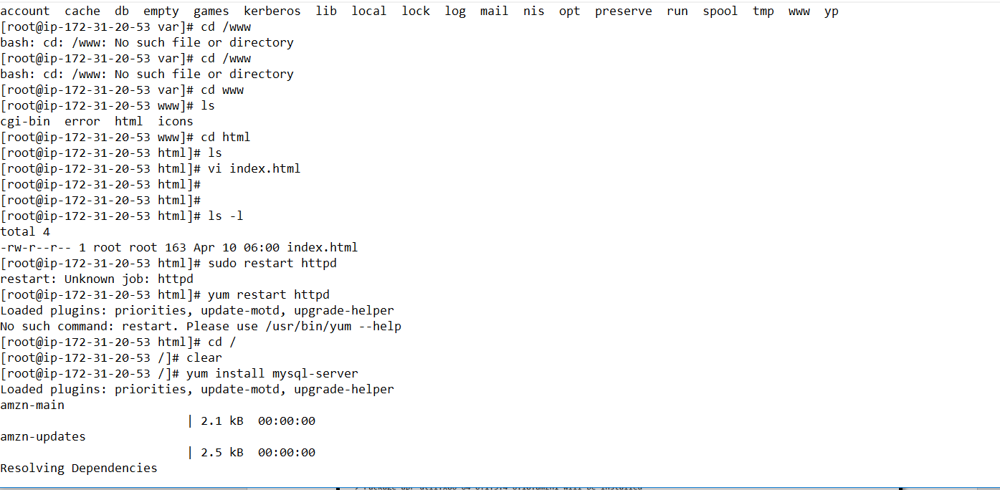 account  cache  db  empty  games  kerberos  lib  local  lock  log  mail  nis  opt  preserve  run  spool  tmp  www  yp
[root@ip-172-31-20-53 var]# cd /www
bash: cd: /www: No such file or directory
[root@ip-172-31-20-53 var]# cd /www
bash: cd: /www: No such file or directory
[root@ip-172-31-20-53 var]# cd www
[root@ip-172-31-20-53 www]# ls
cgi-bin  error  html  icons
[root@ip-172-31-20-53 www]# cd html
[root@ip-172-31-20-53 html]# ls
[root@ip-172-31-20-53 html]# vi index.html
[root@ip-172-31-20-53 html]#
[root@ip-172-31-20-53 html]#
[root@ip-172-31-20-53 html]# ls -l
total 4
-rw-r--r-- 1 root root 163 Apr 10 06:00 index.html
[root@ip-172-31-20-53 html]# sudo restart httpd
restart: Unknown job: httpd
[root@ip-172-31-20-53 html]# yum restart httpd
Loaded plugins: priorities, update-motd, upgrade-helper
No such command: restart. Please use /usr/bin/yum --help
[root@ip-172-31-20-53 html]# cd /
[root@ip-172-31-20-53 /]# clear
[root@ip-172-31-20-53 /]# yum install mysql-server
Loaded plugins: priorities, update-motd, upgrade-helper
amzn-main
| 2.1 kB  00:00:00
amzn-updates
| 2.5 kB  00:00:00
Resolving Dependencies